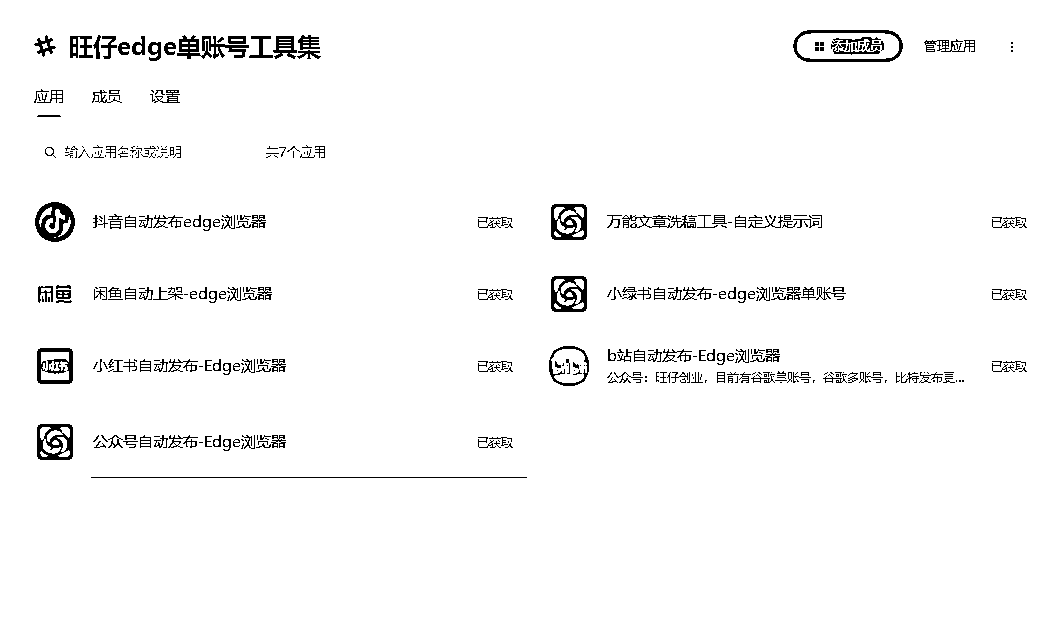 旺仔edge单账号工具集
添加成员
管理应用
应用 成员 设置
输入应用名称或说明
共7个应用
抖音自动发布edge浏览器
已获取
万能文章洗稿工具-自定义提示词
已获取
闲鱼
闲鱼自动上架-edge浏览器
已获取
小绿书自动发布-edge浏览器单账号
已获取
小红书自动发布-Edge浏览器
已获取
b站自动发布-Edge浏览器
公众号：旺仔创业，目前有谷歌单账号，谷歌多账号，比特发布更...
已获取
公众号自动发布-Edge浏览器
已获取